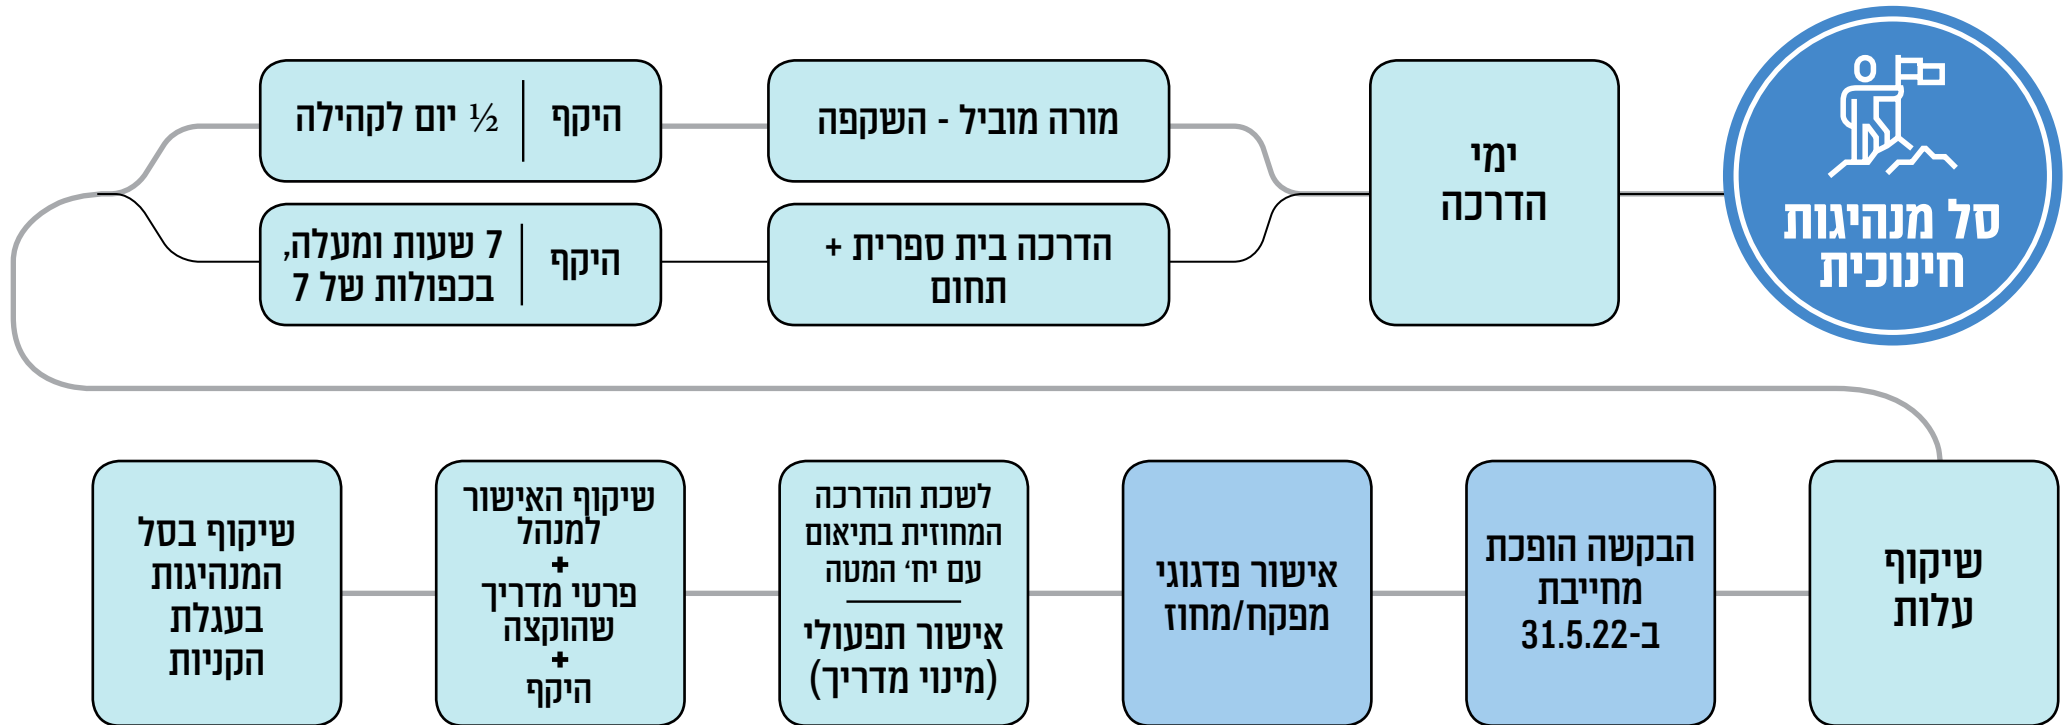 סל מנהיגות
חינוכית
ימי
הדרכה
מורה מוביל - השקפה
היקף
½ יום לקהילה
הדרכה בית ספרית +
תחום
היקף
7 שעות ומעלה,
בכפולות של 7
שיקוף
עלות
הבקשה הופכת
מחייבת
ב-31.5.22
אישור פדגוגי
מפקח/מחוז
לשכת ההדרכה
המחוזית בתיאום
עם יח' המטה
אישור תפעולי
(מינוי מדריך)
שיקוף האישור
למנהל
+
פרטי מדריך
שהוקצה
+
היקף
שיקוף בסל
המנהיגות
בעגלת
הקניות